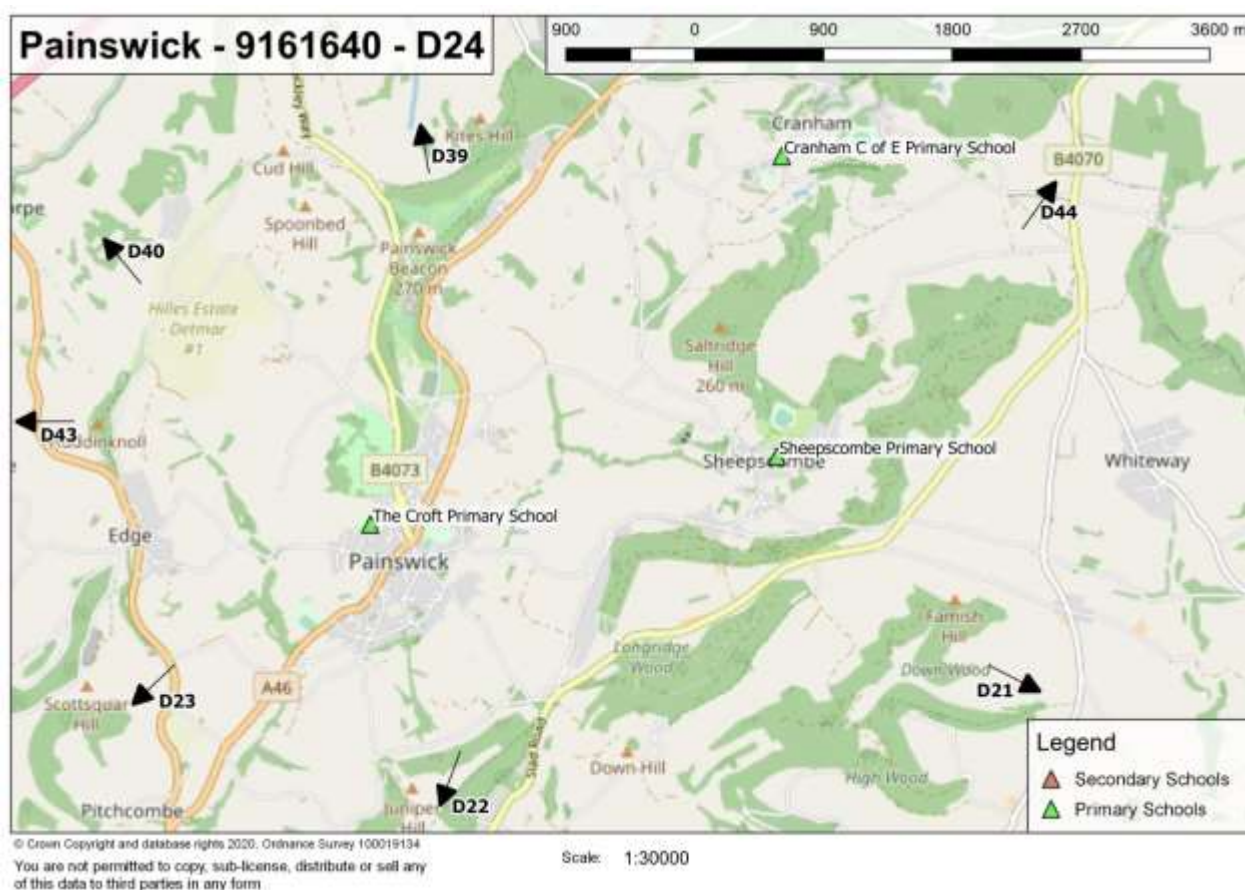 Painswick - 9161640 - D24
900 0 900 1800 2700 3600 m
Cranham
Kites Hill
Cranham C of E Primary School
D39
B4070
Cud Hill
D44
Spoonbed
Hill
Painswick
Beacon
270 m
D40
Hilles Estate
- Detmar
#1
Saltridge
Hill
260 m
D43
Sheepscombe Primary School
Sheepscombe
Whiteway
B4073
The Croft Primary School
Edge
Painswick
Famish
Hill
Longridge
Wood
Down Wood
D21
A46
Scottsquar
Hill
D23
Slad Road
Down Hill
High Wood
D22
Juniper
Hill
Pitchcombe
Legend
Secondary Schools
Primary Schools
© Crown Copyright and database rights 2020. Ordnance Survey 100019134
You are not permitted to copy, sub-license, distribute or sell any
of this data to third parties in any form
Scale: 1:30000